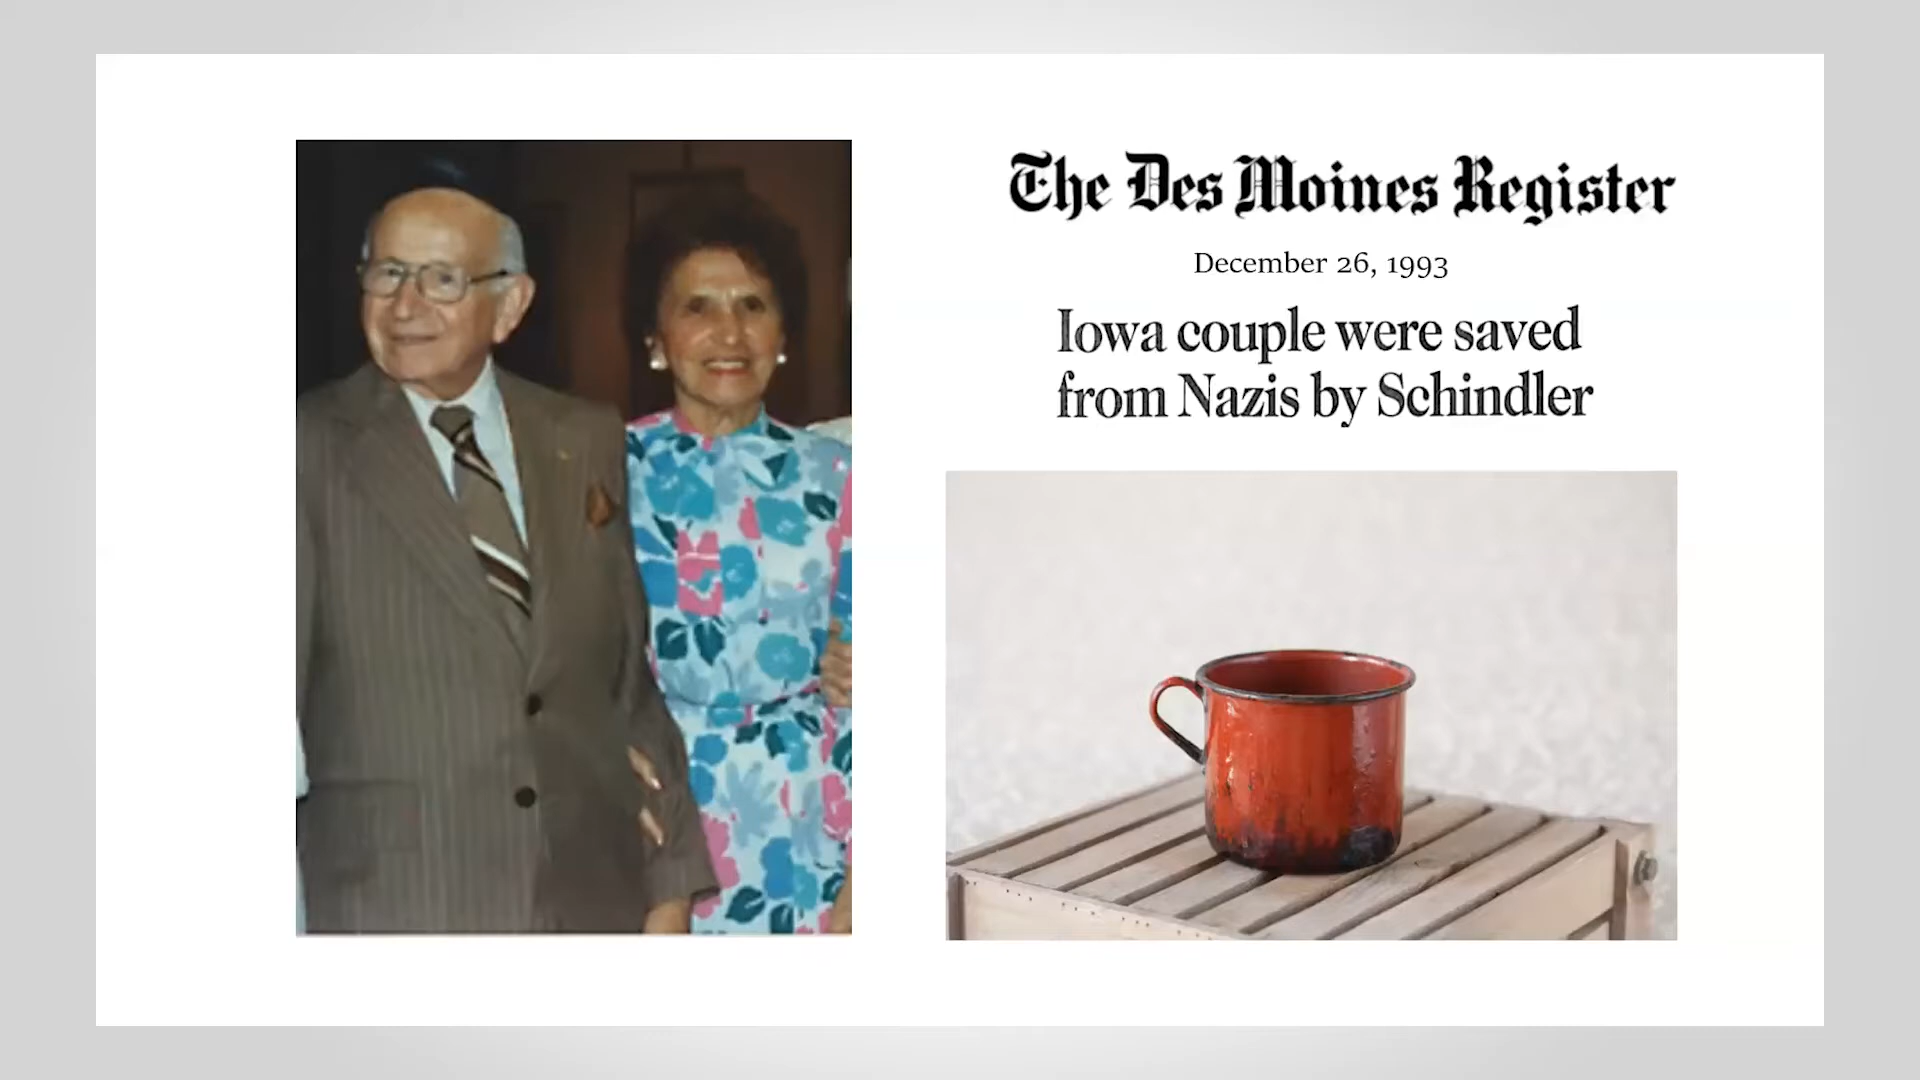 The Des Moines Register
December 26, 1993
Iowa couple were saved
from Nazis by Schindler